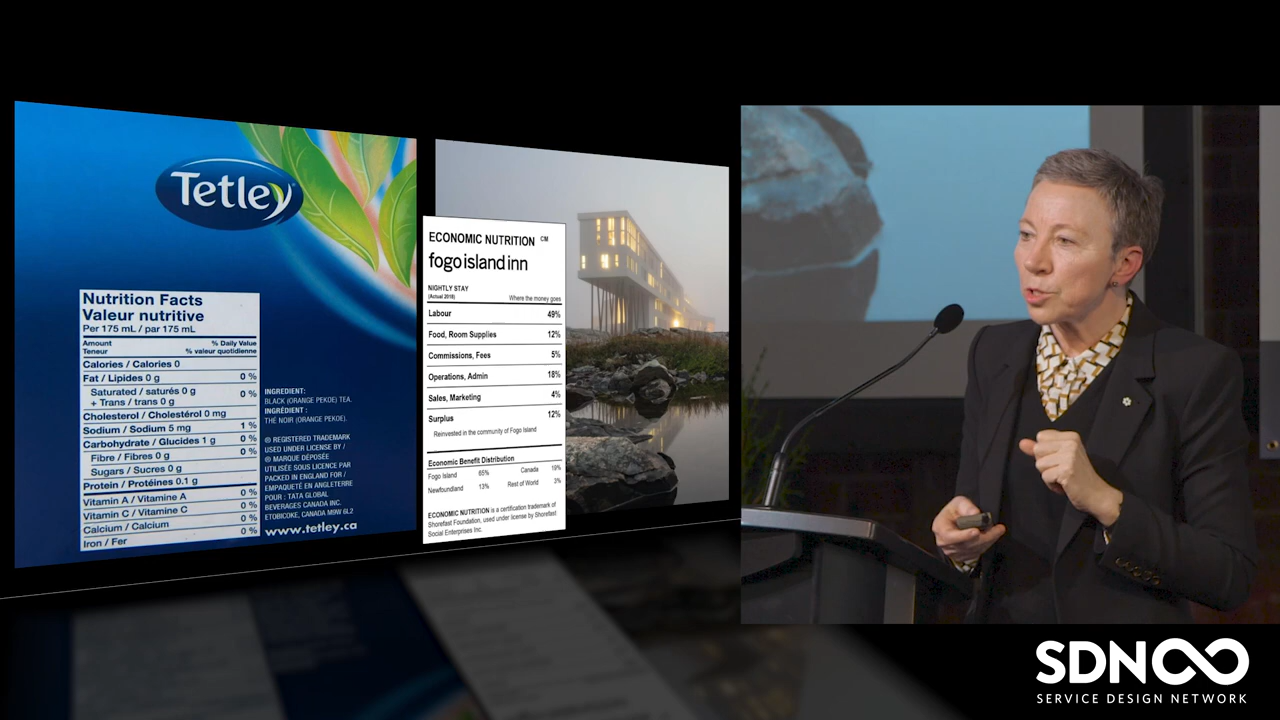 Tetley
Nutrition Facts
Valeur nutritive
Per 175 mL / par 175 mL
Amount % Daily Value
Teneur % valeur quotidienne
Calories / Calories 0
Fat / Lipides 0 g 0 %
Saturated / saturés 0 g
+ Trans / trans 0 g 0 %
Cholesterol / Cholestérol 0 mg
Sodium / Sodium 5 mg 1 %
Carbohydrate / Glucides 1 g 0 %
Fibre / Fibres 0 g 0 %
Sugars / Sucres 0 g
Protein / Protéines 0.1 g
Vitamin A / Vitamine A 0 %
Vitamin C / Vitamine C 0 %
Calcium / Calcium 0 %
Iron / Fer 0 %
INGREDIENT:
BLACK (ORANGE PEKOE) TEA.
INGRÉDIENT :
THÉ NOIR (ORANGE PEKOE).
® REGISTERED TRADEMARK
USED UNDER LICENSE BY /
® MARQUE DÉPOSÉE
UTILISÉE SOUS LICENCE PAR
PACKED IN ENGLAND FOR /
EMPAQUETÉ EN ANGLETERRE
POUR : TATA GLOBAL
BEVERAGES CANADA INC.
ETOBICOKE, CANADA M9W 6L2
www.tetley.ca
ECONOMIC NUTRITION CM
fogo island inn
NIGHTLY STAY
(Actual 2018) Where the money goes
Labour 49%
Food, Room Supplies 12%
Commissions, Fees 5%
Operations, Admin 18%
Sales, Marketing 4%
Surplus 12%
Reinvested in the community of Fogo Island
Economic Benefit Distribution
Fogo Island 65% Canada 19%
Newfoundland 13% Rest of World 3%
ECONOMIC NUTRITION is a certification trademark of
Shorefast Foundation, used under license by Shorefast
Social Enterprises Inc.
SDN
SERVICE DESIGN NETWORK